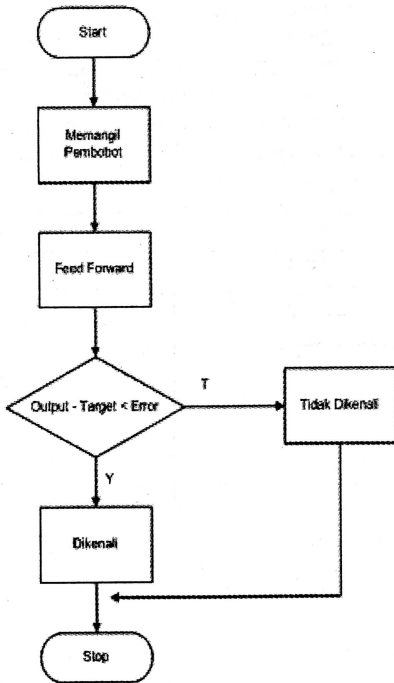 Start
Memangil
Pembobot
Feed Forward
Output - Target < Error
T
Tidak Dikenali
Y
Dikenali
Stop